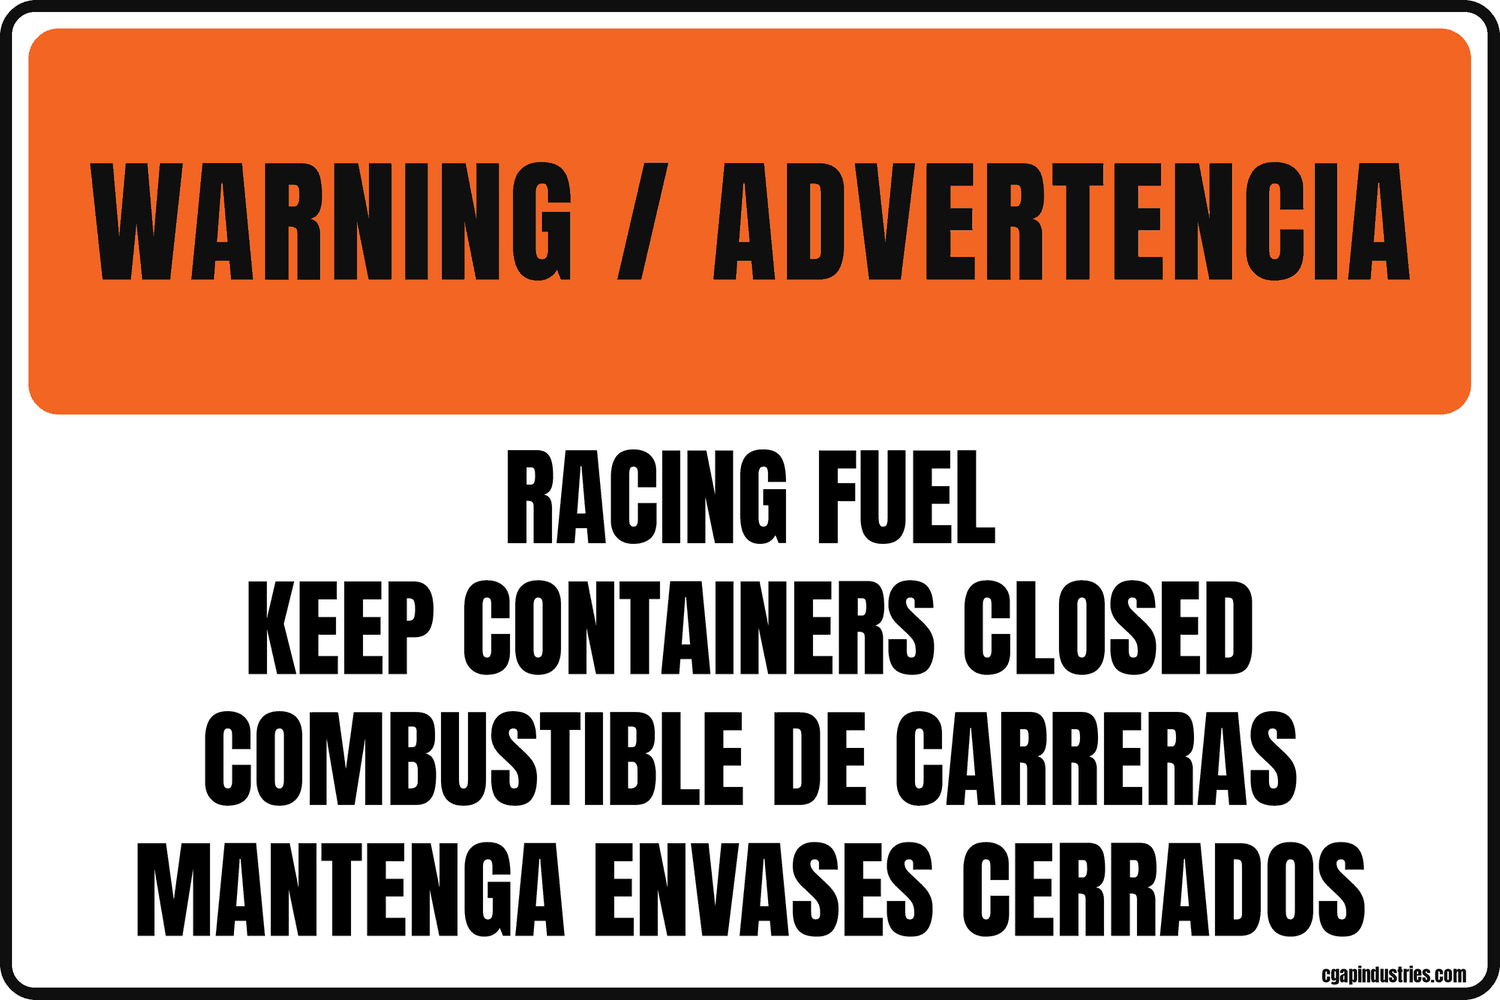 WARNING / ADVERTENCIA
RACING FUEL
KEEP CONTAINERS CLOSED
COMBUSTIBLE DE CARRERAS
MANTENGA ENVASES CERRADOS
cgapindustries.com